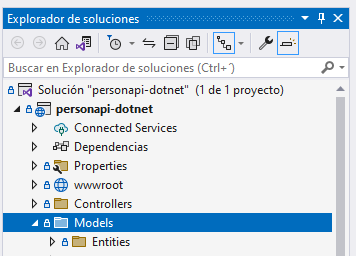 Explorador de soluciones
Buscar en Explorador de soluciones (Ctrl+´)
Solución "personapi-dotnet" (1 de 1 proyecto)
personapi-dotnet
Connected Services
Dependencias
Properties
wwwroot
Controllers
Models
Entities